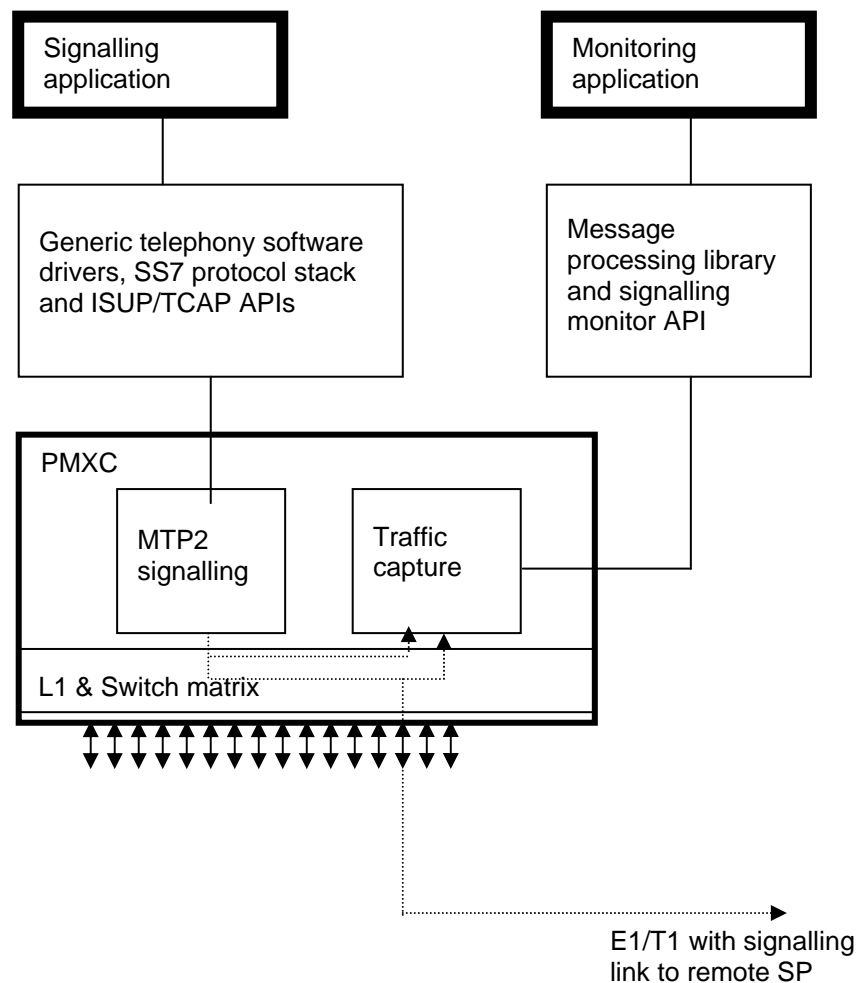 Signalling
application
Monitoring
application
Generic telephony software
drivers, SS7 protocol stack
and ISUP/TCAP APIs
Message
processing library
and signalling
monitor API
PMXC
MTP2
signalling
Traffic
capture
L1 & Switch matrix
E1/T1 with signalling
link to remote SP